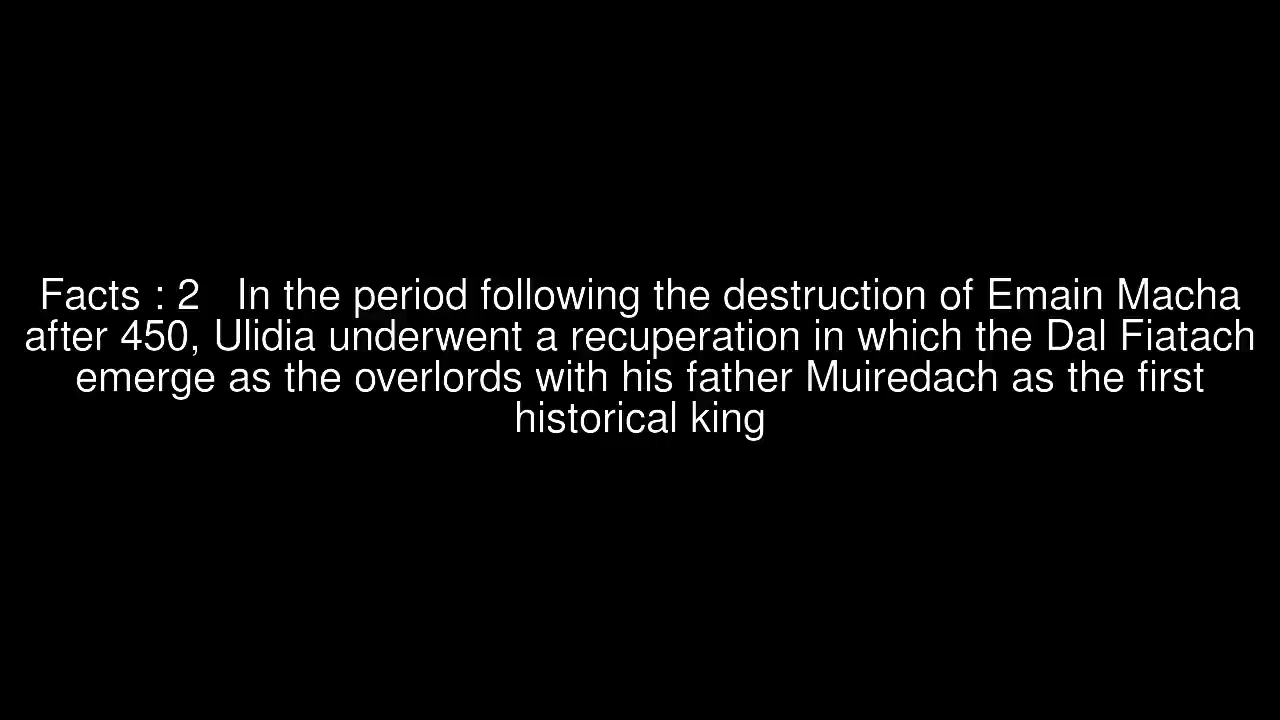 Facts : 2   In the period following the destruction of Emain Macha
after 450, Ulidia underwent a recuperation in which the Dal Fiatach
emerge as the overlords with his father Muiredach as the first
historical king